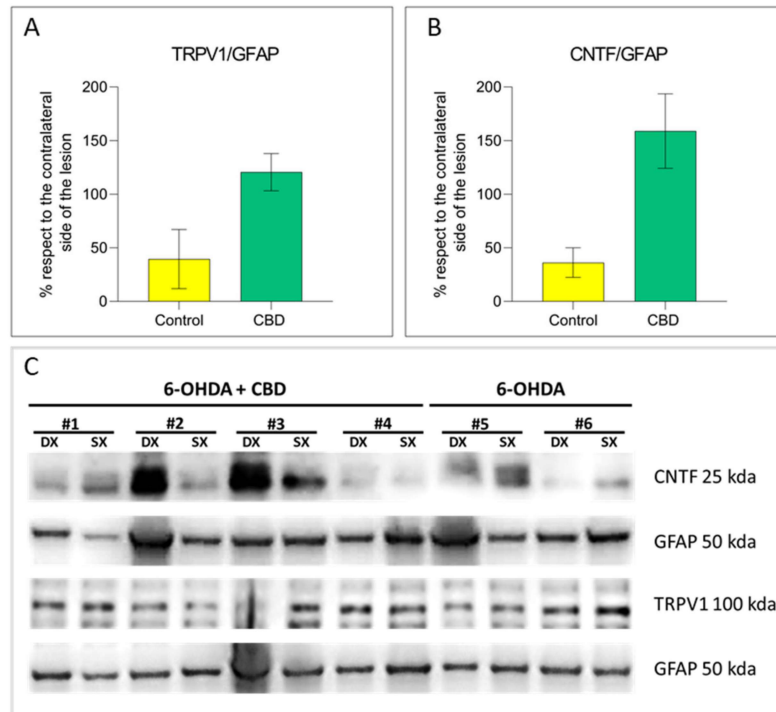 A
TRPV1/GFAP
% respect to the contralateral
side of the lesion
200
150
100
50
0
Control
CBD
B
CNTF/GFAP
% respect to the contralateral
side of the lesion
200
150
100
50
0
Control
CBD
C
6-OHDA + CBD 6-OHDA
#1 #2 #3 #4 #5 #6
DX SX DX SX DX SX DX SX DX SX DX SX
CNTF 25 kda
GFAP 50 kda
TRPV1 100 kda
GFAP 50 kda